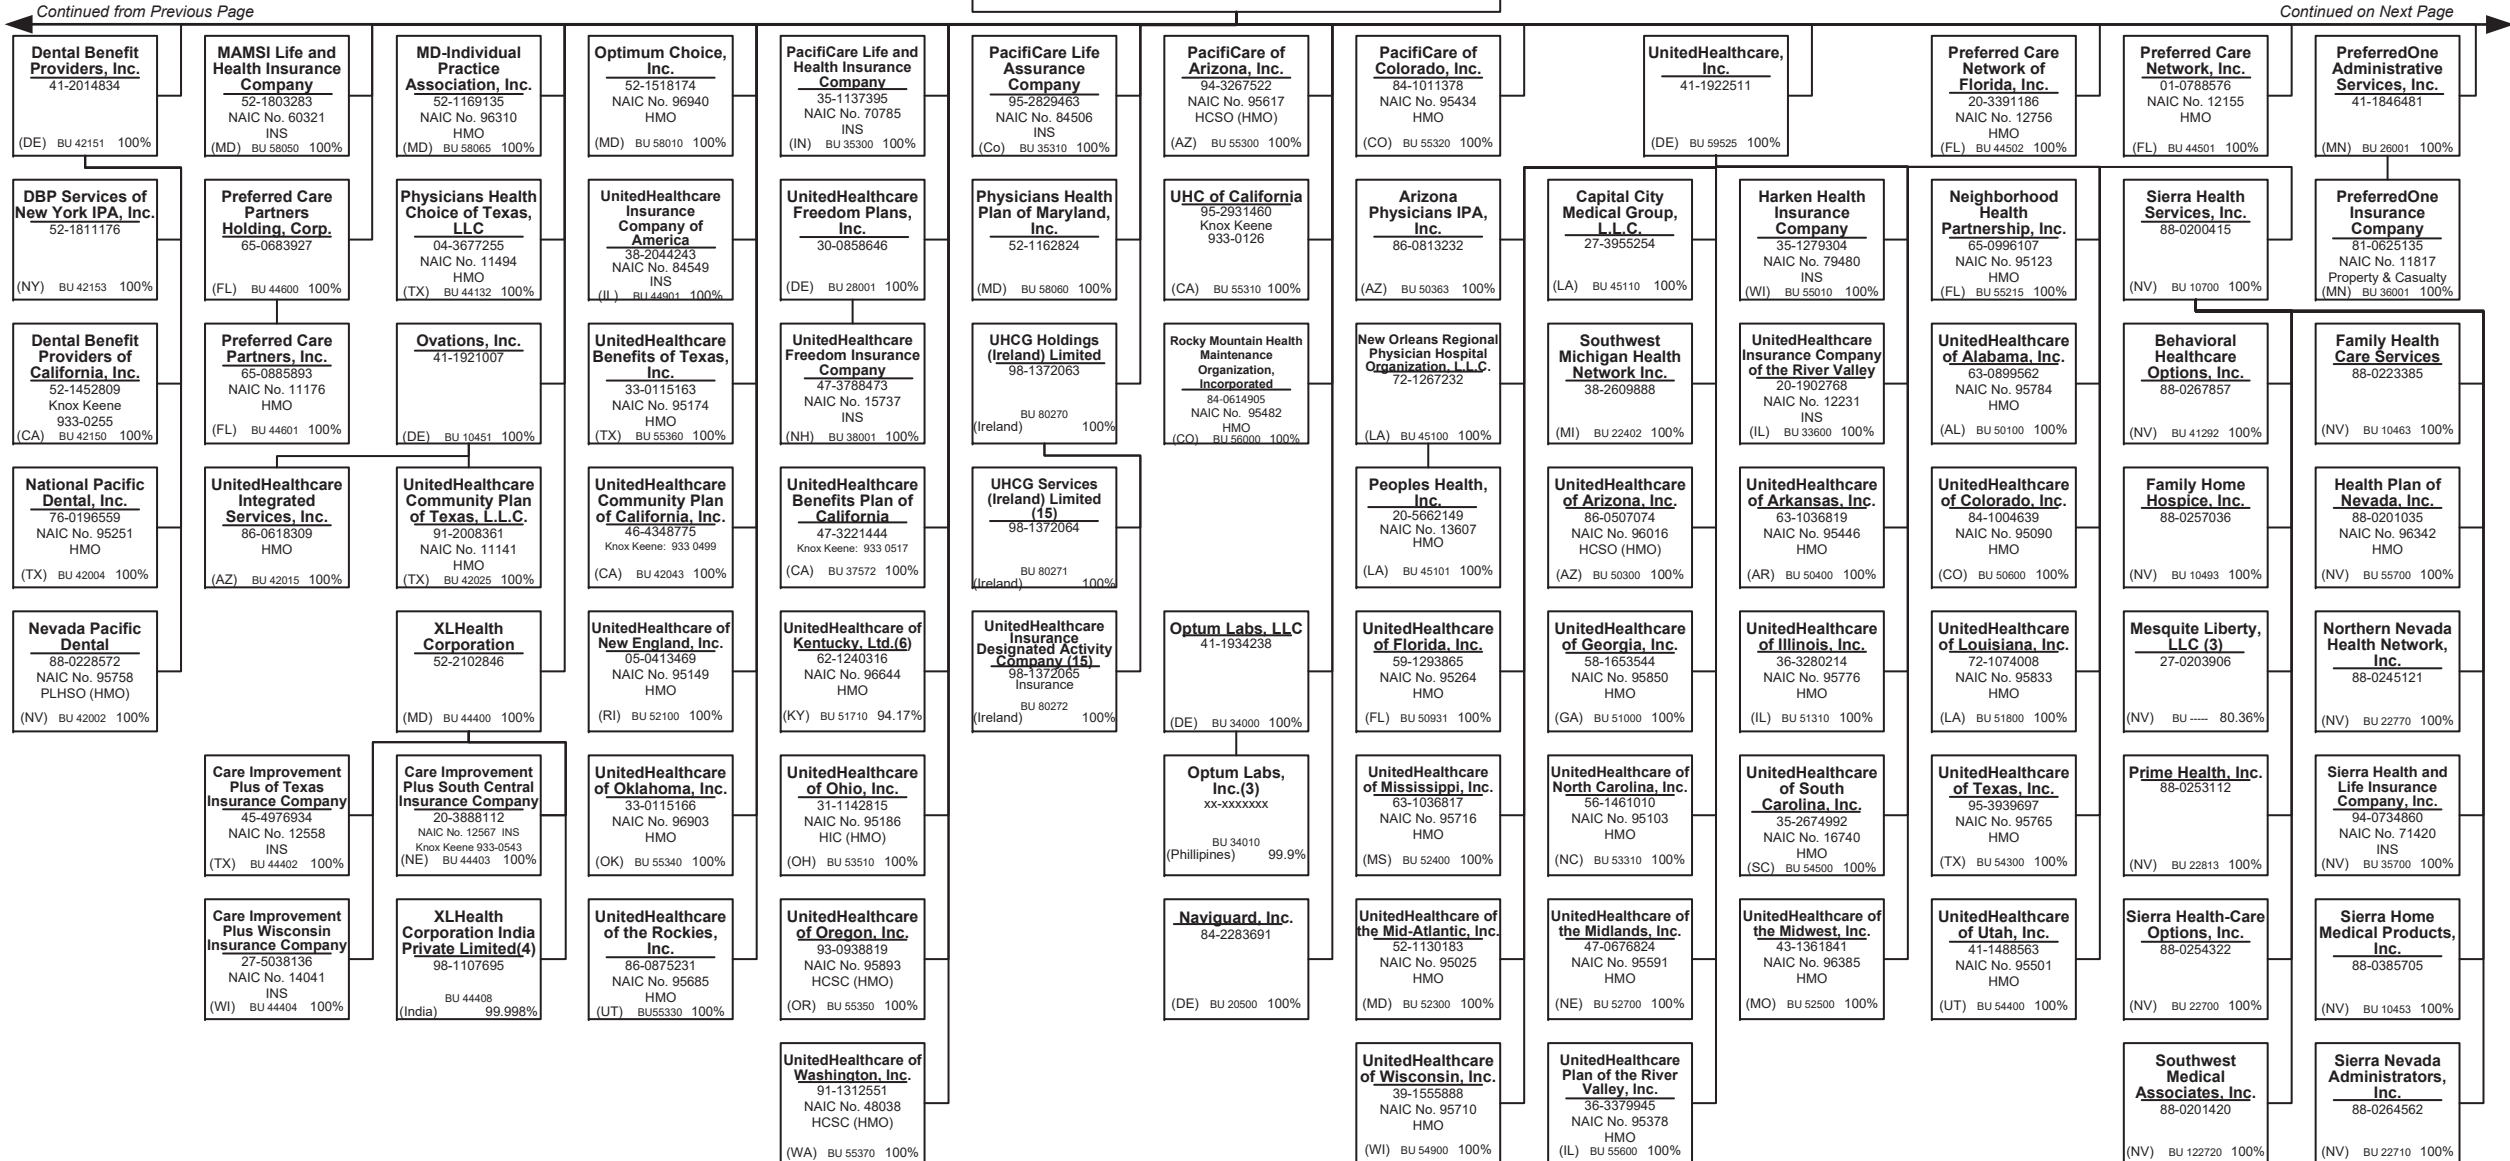 Continued from Previous Page
Continued on Next Page
Dental Benefit
Providers, Inc.
41-2014834
(DE) BU 42151 100%
MAMSI Life and
Health Insurance
Company
52-1803283
NAIC No. 60321
INS
(MD) BU 58050 100%
MD-Individual
Practice
Association, Inc.
52-1169135
NAIC No. 96310
HMO
(MD) BU 58065 100%
Optimum Choice,
Inc.
52-1518174
NAIC No. 96940
HMO
(MD) BU 58010 100%
PacifiCare Life and
Health Insurance
Company
35-1137395
NAIC No. 70785
INS
(IN) BU 35300 100%
PacifiCare Life
Assurance
Company
95-2829463
NAIC No. 84506
INS
(Co) BU 35310 100%
PacifiCare of
Arizona, Inc.
94-3267522
NAIC No. 95617
HCSO (HMO)
(AZ) BU 55300 100%
PacifiCare of
Colorado, Inc.
84-1011378
NAIC No. 95434
HMO
(CO) BU 55320 100%
UnitedHealthcare,
Inc.
41-1922511
(DE) BU 59525 100%
Preferred Care
Network of
Florida, Inc.
20-3391186
NAIC No. 12756
HMO
(FL) BU 44502 100%
Preferred Care
Network, Inc.
01-0788576
NAIC No. 12155
HMO
(FL) BU 44501 100%
PreferredOne
Administrative
Services, Inc.
41-1846481
(MN) BU 26001 100%
DBP Services of
New York IPA, Inc.
52-1811176
(NY) BU 42153 100%
Preferred Care
Partners
Holding, Corp.
65-0683927
(FL) BU 44600 100%
Physicians Health
Choice of Texas,
LLC
04-3677255
NAIC No. 11494
HMO
(TX) BU 44132 100%
UnitedHealthcare
Insurance
Company of
America
38-2044243
NAIC No. 84549
INS
(IL) BU 44901 100%
UnitedHealthcare
Freedom Plans,
Inc.
30-0858646
(DE) BU 28001 100%
Physicians Health
Plan of Maryland,
Inc.
52-1162824
(MD) BU 58060 100%
UHC of California
95-2931460
Knox Keene
933-0126
(CA) BU 55310 100%
Arizona
Physicians IPA,
Inc.
86-0813232
(AZ) BU 50363 100%
Capital City
Medical Group,
L.L.C.
27-3955254
(LA) BU 45110 100%
Harken Health
Insurance
Company
35-1279304
NAIC No. 79480
INS
(WI) BU 55010 100%
Neighborhood
Health
Partnership, Inc.
65-0996107
NAIC No. 95123
HMO
(FL) BU 55215 100%
Sierra Health
Services, Inc.
88-0200415
(NV) BU 10700 100%
PreferredOne
Insurance
Company
81-0625135
NAIC No. 11817
Property & Casualty
(MN) BU 36001 100%
Dental Benefit
Providers of
California, Inc.
52-1452809
Knox Keene
933-0255
(CA) BU 42150 100%
Preferred Care
Partners, Inc.
65-0885893
NAIC No. 11176
HMO
(FL) BU 44601 100%
Ovations, Inc.
41-1921007
(DE) BU 10451 100%
UnitedHealthcare
Benefits of Texas,
Inc.
33-0115163
NAIC No. 95174
HMO
(TX) BU 55360 100%
UnitedHealthcare
Freedom Insurance
Company
47-3788473
NAIC No. 15737
INS
(NH) BU 38001 100%
UHCG Holdings
(Ireland) Limited
98-1372063
BU 80270
(Ireland) 100%
Rocky Mountain Health
Maintenance
Organization,
Incorporated
84-0614905
NAIC No. 95482
HMO
(CO) BU 56000 100%
New Orleans Regional
Physician Hospital
Organization, L.L.C.
72-1267232
(LA) BU 45100 100%
Southwest
Michigan Health
Network Inc.
38-2609888
(MI) BU 22402 100%
UnitedHealthcare
Insurance Company
of the River Valley
20-1902768
NAIC No. 12231
INS
(IL) BU 33600 100%
UnitedHealthcare
of Alabama, Inc.
63-0899562
NAIC No. 95784
HMO
(AL) BU 50100 100%
Behavioral
Healthcare
Options, Inc.
88-0267857
(NV) BU 41292 100%
Family Health
Care Services
88-0223385
(NV) BU 10463 100%
National Pacific
Dental, Inc.
76-0196559
NAIC No. 95251
HMO
(TX) BU 42004 100%
UnitedHealthcare
Integrated
Services, Inc.
86-0618309
HMO
(AZ) BU 42015 100%
UnitedHealthcare
Community Plan
of Texas, L.L.C.
91-2008361
NAIC No. 11141
HMO
(TX) BU 42025 100%
UnitedHealthcare
Community Plan
of California, Inc.
46-4348775
Knox Keene: 933 0499
(CA) BU 42043 100%
UnitedHealthcare
Benefits Plan of
California
47-3221444
Knox Keene: 933 0517
(CA) BU 37572 100%
UHCG Services
(Ireland) Limited
(15)
98-1372064
BU 80271
(Ireland) 100%
Peoples Health,
Inc.
20-5662149
NAIC No. 13607
HMO
(LA) BU 45101 100%
UnitedHealthcare
of Arizona, Inc.
86-0507074
NAIC No. 96016
HCSO (HMO)
(AZ) BU 50300 100%
UnitedHealthcare
of Arkansas, Inc.
63-1036819
NAIC No. 95446
HMO
(AR) BU 50400 100%
UnitedHealthcare
of Colorado, Inc.
84-1004639
NAIC No. 95090
HMO
(CO) BU 50600 100%
Family Home
Hospice, Inc.
88-0257036
(NV) BU 10493 100%
Health Plan of
Nevada, Inc.
88-0201035
NAIC No. 96342
HMO
(NV) BU 55700 100%
Nevada Pacific
Dental
88-0228572
NAIC No. 95758
PLHSO (HMO)
(NV) BU 42002 100%
XLHealth
Corporation
52-2102846
(MD) BU 44400 100%
UnitedHealthcare of
New England, Inc.
05-0413469
NAIC No. 95149
HMO
(RI) BU 52100 100%
UnitedHealthcare of
Kentucky, Ltd.(6)
62-1240316
NAIC No. 96644
HMO
(KY) BU 51710 94.17%
UnitedHealthcare
Insurance
Designated Activity
Company (15)
98-1372065
Insurance
BU 80272
(Ireland) 100%
Optum Labs, LLC
41-1934238
(DE) BU 34000 100%
UnitedHealthcare
of Florida, Inc.
59-1293865
NAIC No. 95264
HMO
(FL) BU 50931 100%
UnitedHealthcare
of Georgia, Inc.
58-1653544
NAIC No. 95850
HMO
(GA) BU 51000 100%
UnitedHealthcare
of Illinois, Inc.
36-3280214
NAIC No. 95776
HMO
(IL) BU 51310 100%
UnitedHealthcare
of Louisiana, Inc.
72-1074008
NAIC No. 95833
HMO
(LA) BU 51800 100%
Mesquite Liberty,
LLC (3)
27-0203906
(NV) BU ----- 80.36%
Northern Nevada
Health Network,
Inc.
88-0245121
(NV) BU 22770 100%
Care Improvement
Plus of Texas
Insurance Company
45-4976934
NAIC No. 12558
INS
(TX) BU 44402 100%
Care Improvement
Plus South Central
Insurance Company
20-3888112
NAIC No. 12567 INS
Knox Keene 933-0543
(NE) BU 44403 100%
UnitedHealthcare
of Oklahoma, Inc.
33-0115166
NAIC No. 96903
HMO
(OK) BU 55340 100%
UnitedHealthcare
of Ohio, Inc.
31-1142815
NAIC No. 95186
HIC (HMO)
(OH) BU 53510 100%
Optum Labs,
Inc.(3)
xx-xxxxxxx
BU 34010
(Phillipines) 99.9%
UnitedHealthcare
of Mississippi, Inc.
63-1036817
NAIC No. 95716
HMO
(MS) BU 52400 100%
UnitedHealthcare of
North Carolina, Inc.
56-1461010
NAIC No. 95103
HMO
(NC) BU 53310 100%
UnitedHealthcare
of South
Carolina, Inc.
35-2674992
NAIC No. 16740
HMO
(SC) BU 54500 100%
UnitedHealthcare
of Texas, Inc.
95-3939697
NAIC No. 95765
HMO
(TX) BU 54300 100%
Prime Health, Inc.
88-0253112
(NV) BU 22813 100%
Sierra Health and
Life Insurance
Company, Inc.
94-0734860
NAIC No. 71420
INS
(NV) BU 35700 100%
Care Improvement
Plus Wisconsin
Insurance Company
27-5038136
NAIC No. 14041
INS
(WI) BU 44404 100%
XLHealth
Corporation India
Private Limited(4)
98-1107695
BU 44408
(India) 99.998%
UnitedHealthcare
of the Rockies,
Inc.
86-0875231
NAIC No. 95685
HMO
(UT) BU55330 100%
UnitedHealthcare
of Oregon, Inc.
93-0938819
NAIC No. 95893
HCSC (HMO)
(OR) BU 55350 100%
Naviguard, Inc.
84-2283691
(DE) BU 20500 100%
UnitedHealthcare of
the Mid-Atlantic, Inc.
52-1130183
NAIC No. 95025
HMO
(MD) BU 52300 100%
UnitedHealthcare of
the Midlands, Inc.
47-0676824
NAIC No. 95591
HMO
(NE) BU 52700 100%
UnitedHealthcare of
the Midwest, Inc.
43-1361841
NAIC No. 96385
HMO
(MO) BU 52500 100%
UnitedHealthcare
of Utah, Inc.
41-1488563
NAIC No. 95501
HMO
(UT) BU 54400 100%
Sierra Health-Care
Options, Inc.
88-0254322
(NV) BU 22700 100%
Sierra Home
Medical Products,
Inc.
88-0385705
(NV) BU 10453 100%
UnitedHealthcare of
Washington, Inc.
91-1312551
NAIC No. 48038
HCSC (HMO)
(WA) BU 55370 100%
UnitedHealthcare
of Wisconsin, Inc.
39-1555888
NAIC No. 95710
HMO
(WI) BU 54900 100%
UnitedHealthcare
Plan of the River
Valley, Inc.
36-3379945
NAIC No. 95378
HMO
(IL) BU 55600 100%
Southwest
Medical
Associates, Inc.
88-0201420
(NV) BU 122720 100%
Sierra Nevada
Administrators,
Inc.
88-0264562
(NV) BU 22710 100%